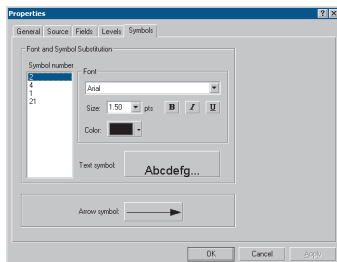 Properties
? X
General Source Fields Levels Symbols
Font and Symbol Substitution
Symbol number
2
4
1
21
Font
Arial
Size: 1.50 pts B I U
Color:
Text symbol: Abcdefg...
Arrow symbol:
OK Cancel Apply